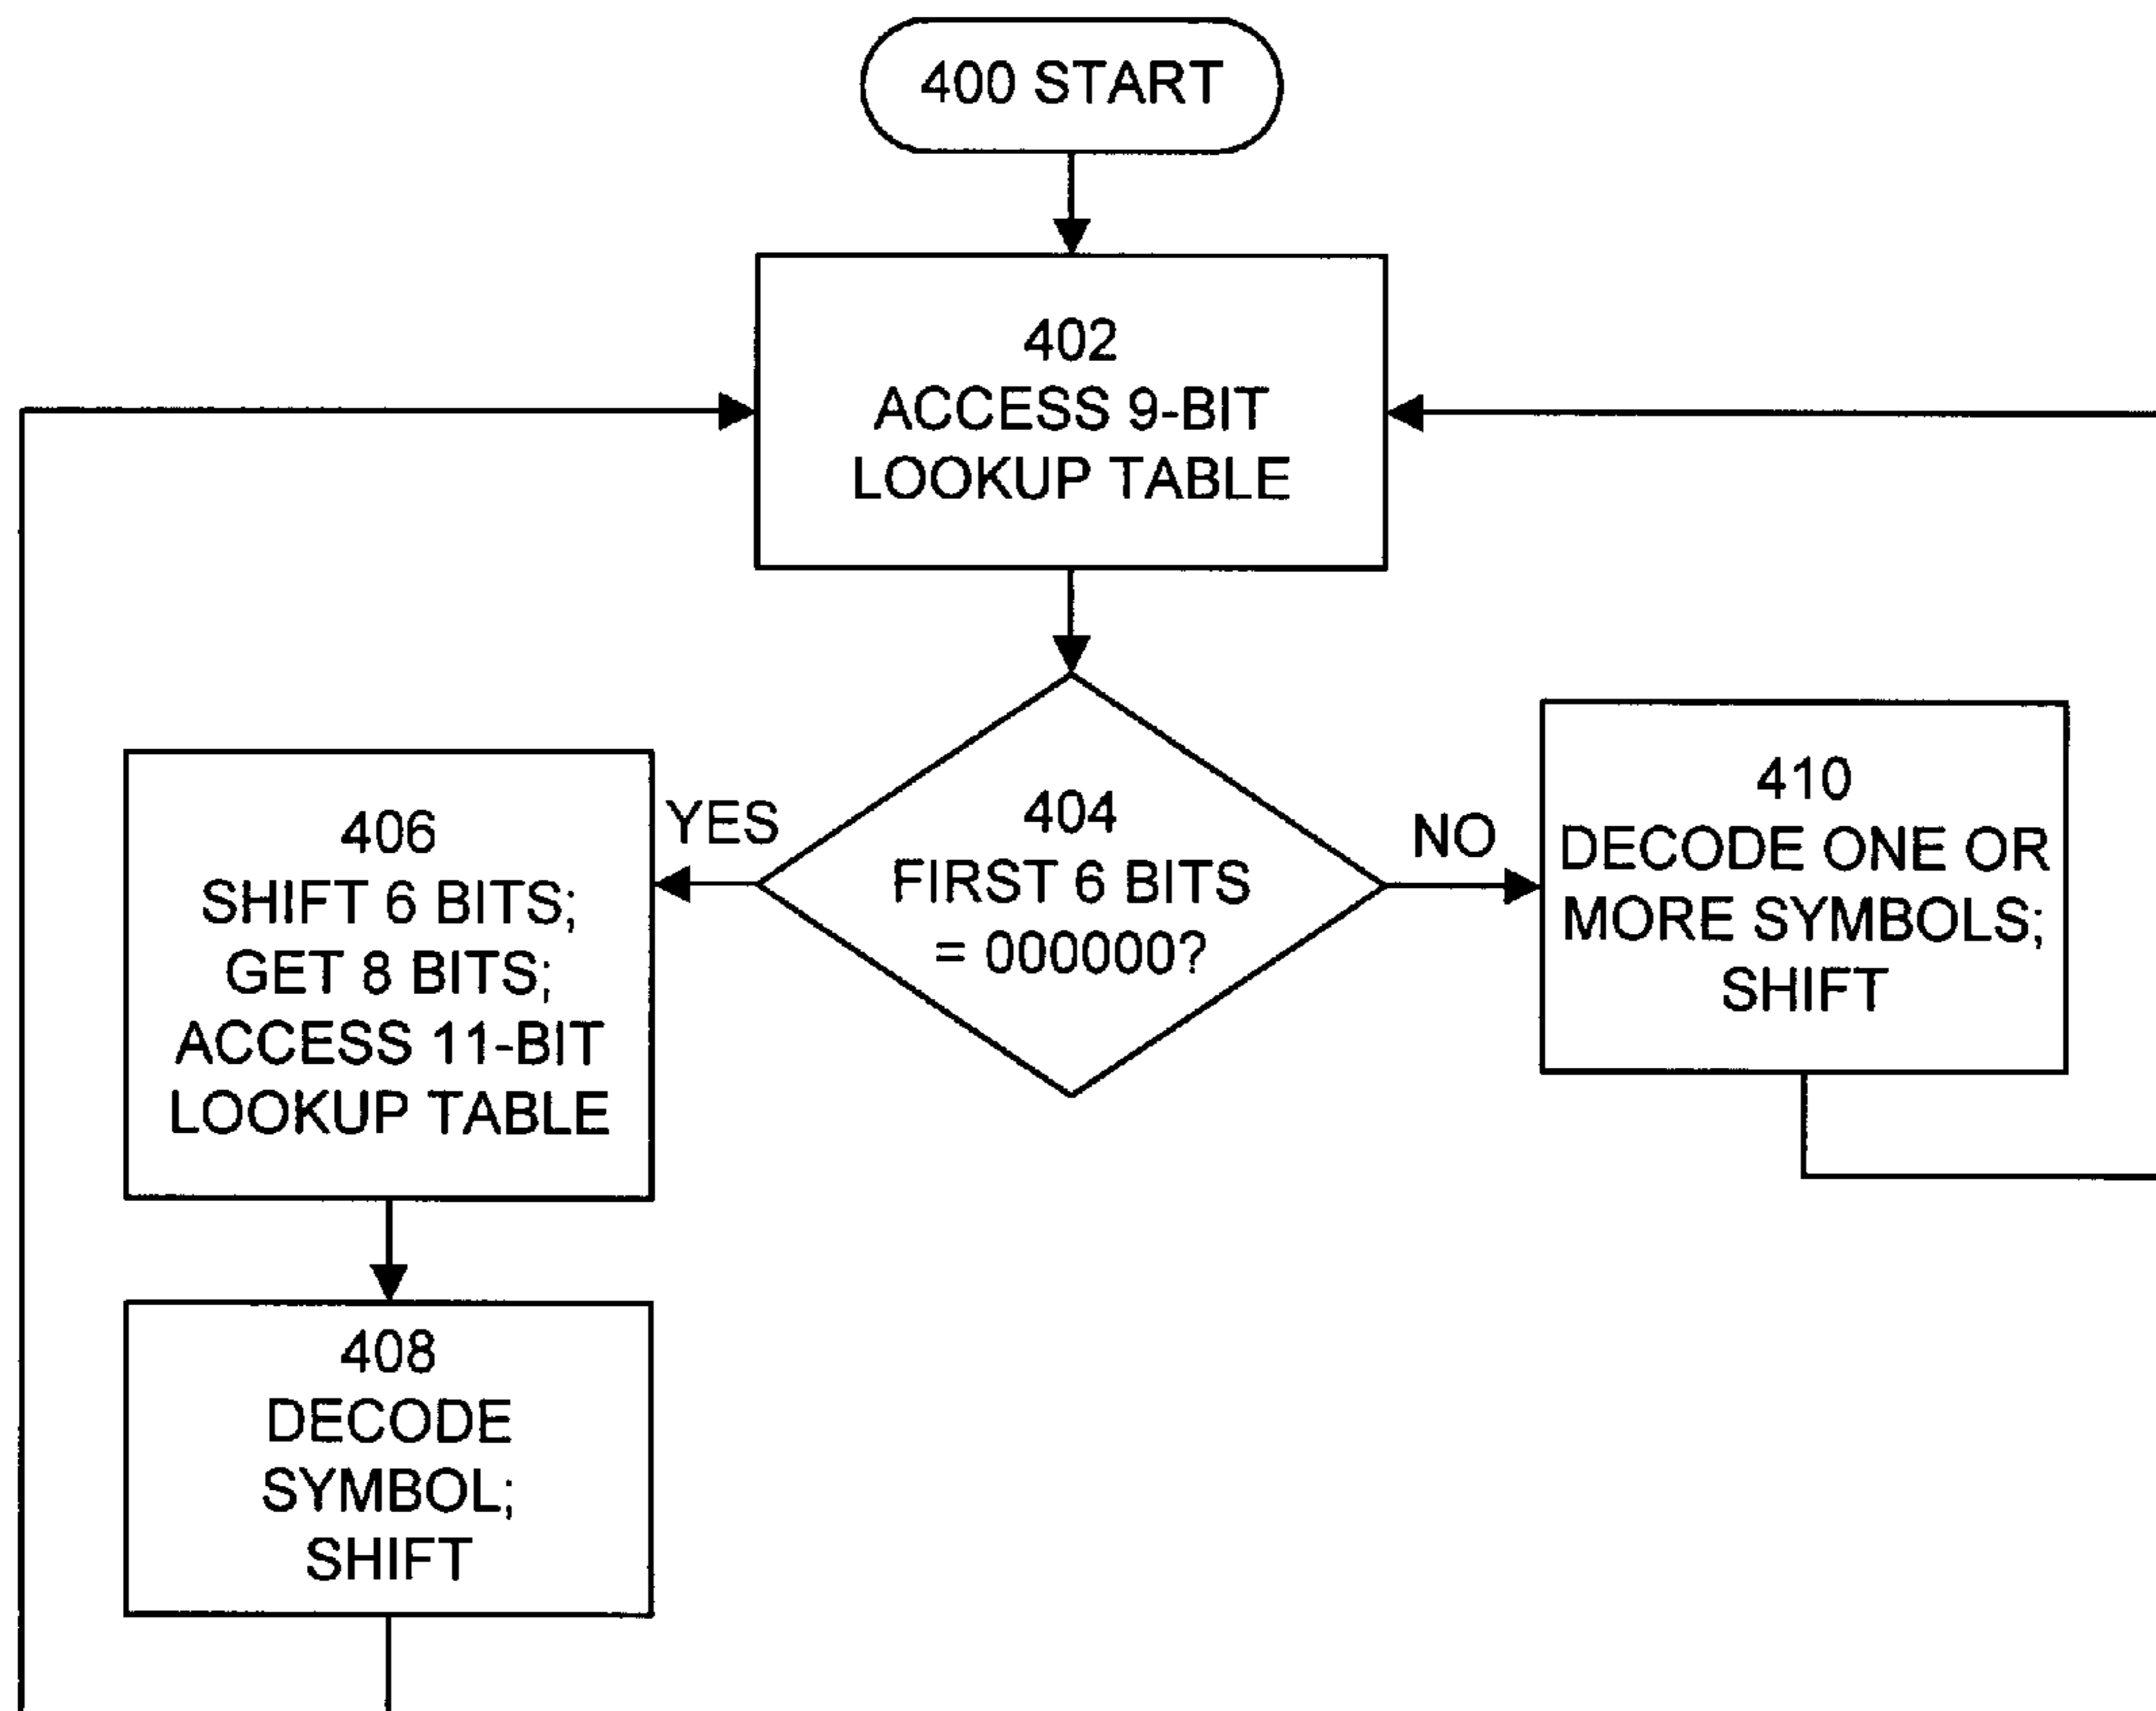 400 START
402
ACCESS 9-BIT
LOOKUP TABLE
404
FIRST 6 BITS
= 000000?
YES
NO
406
SHIFT 6 BITS;
GET 8 BITS;
ACCESS 11-BIT
LOOKUP TABLE
410
DECODE ONE OR
MORE SYMBOLS;
SHIFT
408
DECODE
SYMBOL;
SHIFT